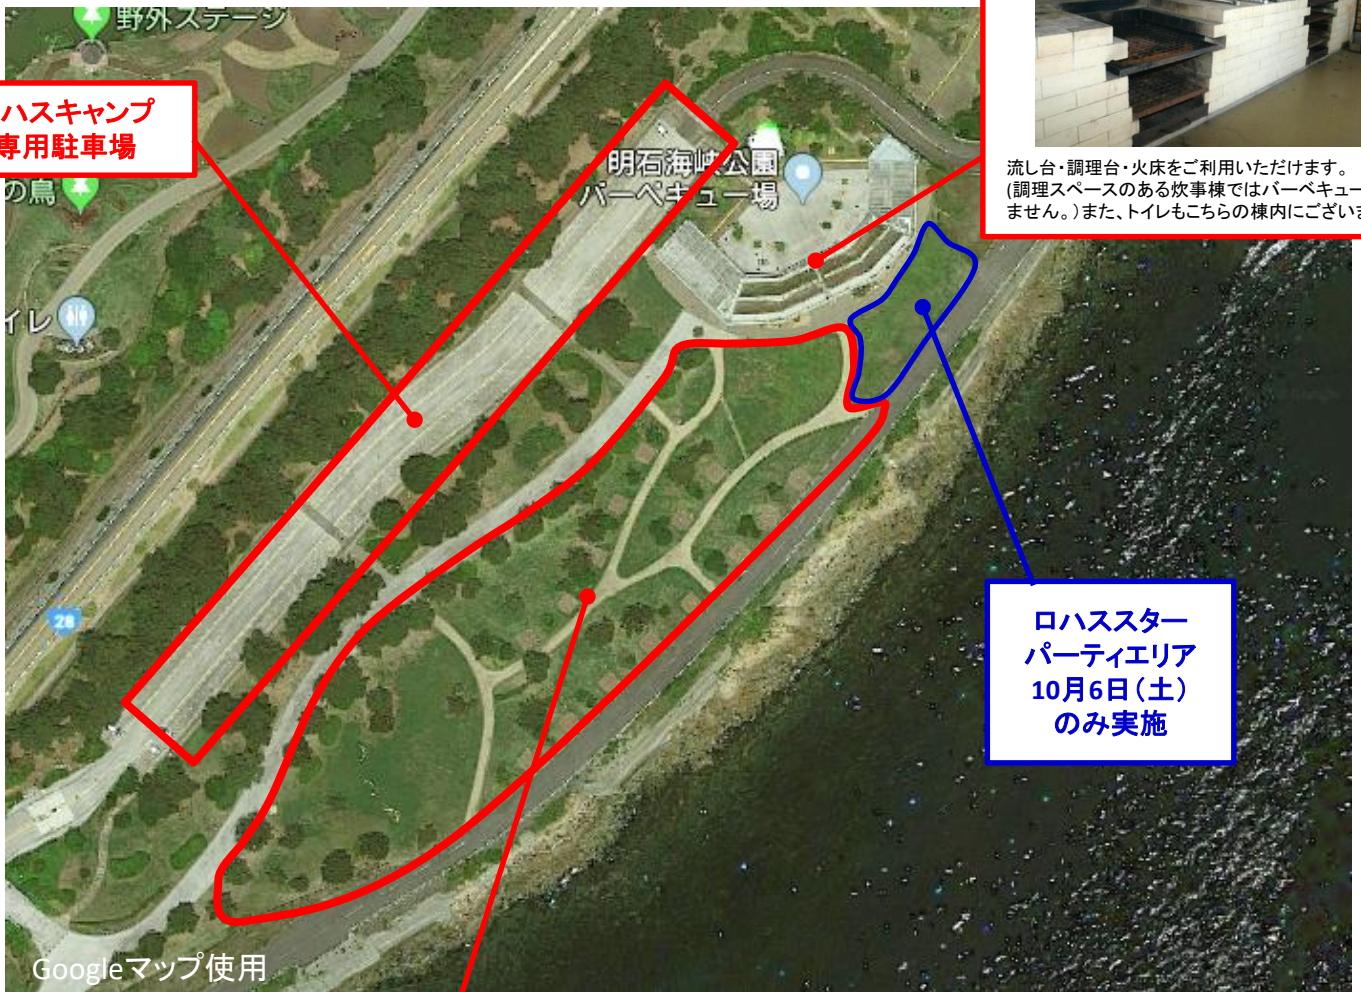 野外ステージ
ハスキャンプ
専用駐車場
の鳥
イレ
明石海峡公園
バーベキュー場
流し台・調理台・火床をご利用いただけます。
(調理スペースのある炊事棟ではバーベキュー
ません。)また、トイレもこちらの棟内にございま
28
ロハススター
パーティエリア
10月6日(土)
のみ実施
Googleマップ使用